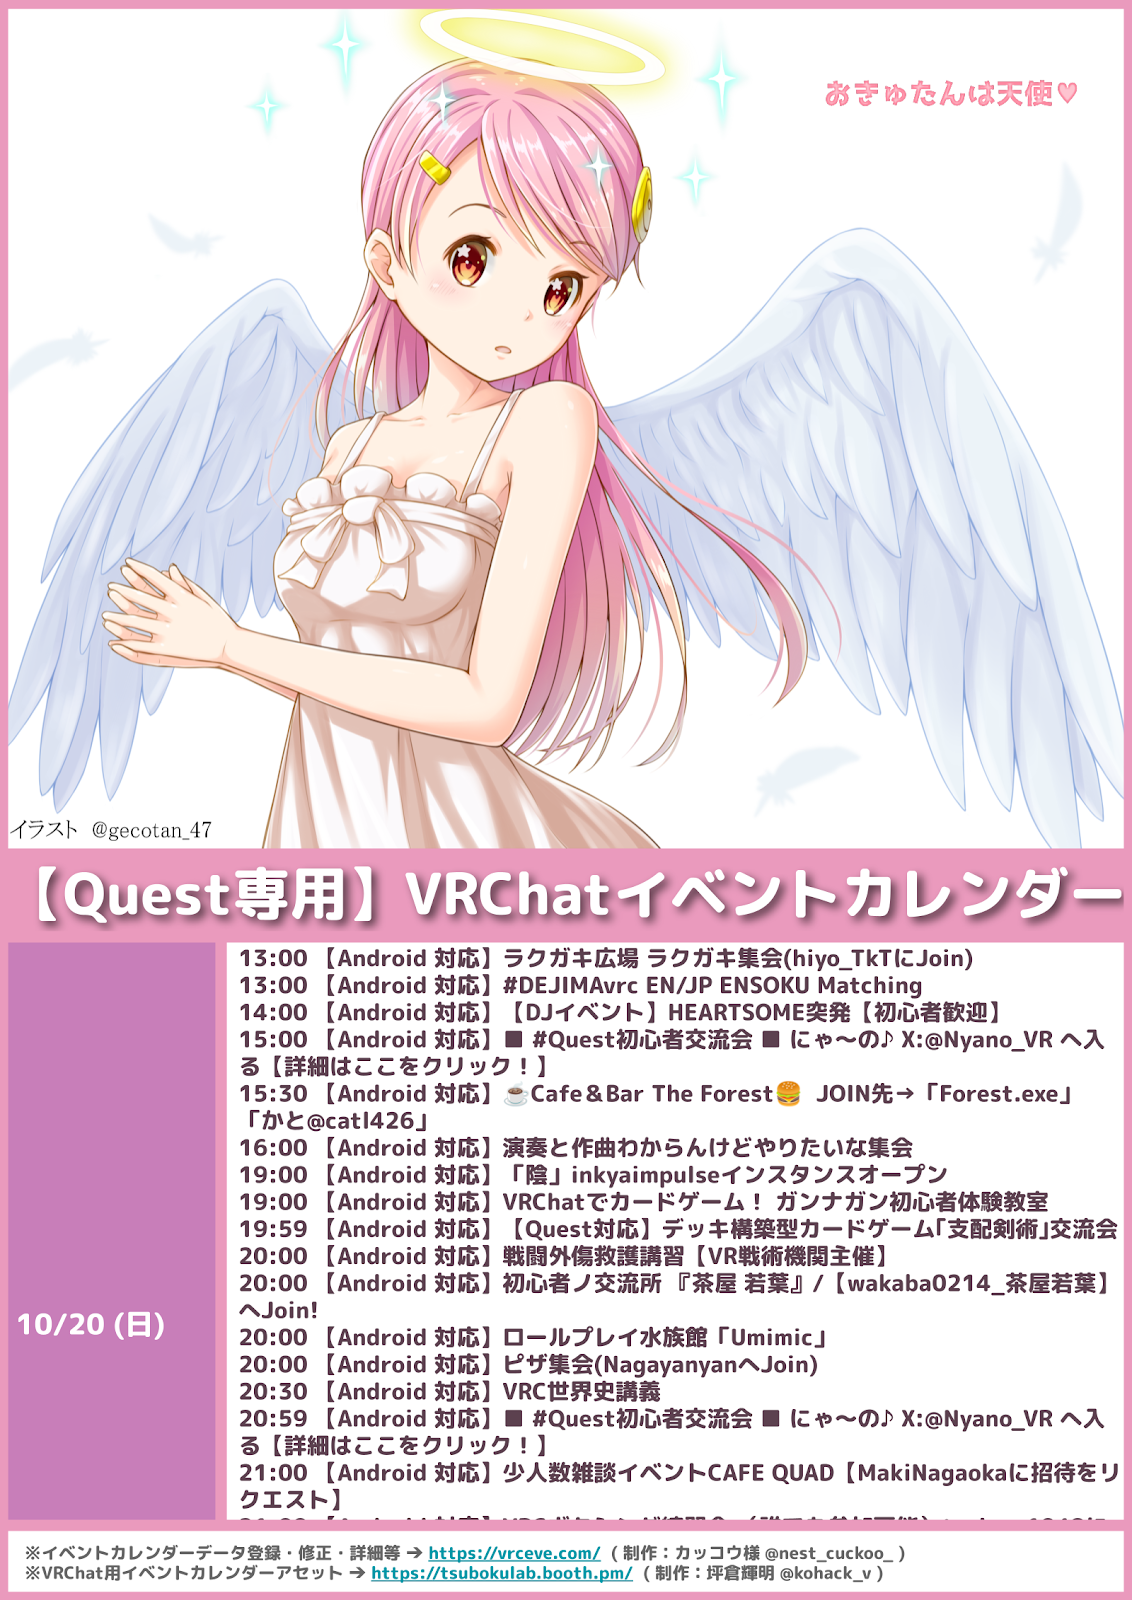 おきゅたんは天使♥
イラスト @gecotan_47
【Quest専用】VRChatイベントカレンダー
10/20 (日)
13:00 【Android 対応】ラクガキ広場 ラクガキ集会(hiyo_TkTにJoin)
13:00 【Android 対応】#DEJIMAvrc EN/JP ENSOKU Matching
14:00 【Android 対応】【DJイベント】HEARTSOME突発【初心者歓迎】
15:00 【Android 対応】■ #Quest初心者交流会 ■ にゃ〜の♪ X:@Nyano_VR へ入
る【詳細はここをクリック！】
15:30 【Android 対応】☕Cafe＆Bar The Forest🍔 JOIN先→「Forest.exe」
「かと@catl426」
16:00 【Android 対応】演奏と作曲わからんけどやりたいな集会
19:00 【Android 対応】「陰」inkyaimpulseインスタンスオープン
19:00 【Android 対応】VRChatでカードゲーム！ ガンナガン初心者体験教室
19:59 【Android 対応】【Quest対応】デッキ構築型カードゲーム｢支配剣術｣交流会
20:00 【Android 対応】戦闘外傷救護講習【VR戦術機関主催】
20:00 【Android 対応】初心者ノ交流所 『茶屋 若葉』/【wakaba0214_茶屋若葉】
へJoin!
20:00 【Android 対応】ロールプレイ水族館「Umimic」
20:00 【Android 対応】ピザ集会(NagayanyanへJoin)
20:30 【Android 対応】VRC世界史講義
20:59 【Android 対応】■ #Quest初心者交流会 ■ にゃ〜の♪ X:@Nyano_VR へ入
る【詳細はここをクリック！】
21:00 【Android 対応】少人数雑談イベントCAFE QUAD【MakiNagaokaに招待をリ
クエスト】
※イベントカレンダーデータ登録・修正・詳細等 ➔ https://vrceve.com/ ( 制作：カッコウ様 @nest_cuckoo_ )
※VRChat用イベントカレンダーアセット ➔ https://tsubokulab.booth.pm/ ( 制作：坪倉輝明 @kohack_v )